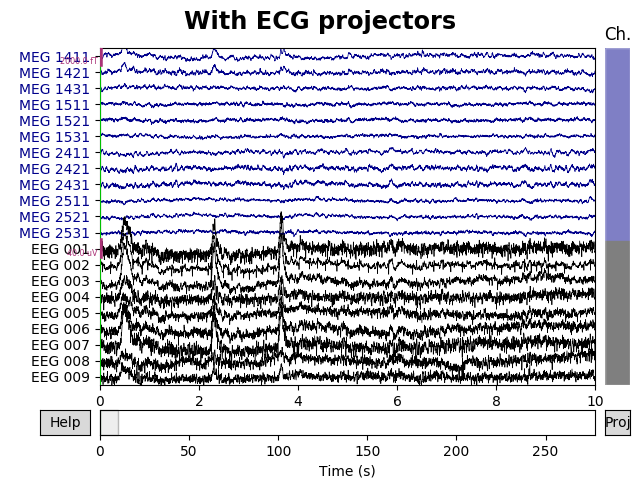 With ECG projectors
Ch.
MEG 1411
MEG 1421
MEG 1431
MEG 1511
MEG 1521
MEG 1531
MEG 2411
MEG 2421
MEG 2431
MEG 2511
MEG 2521
MEG 2531
EEG 001
EEG 002
EEG 003
EEG 004
EEG 005
EEG 006
EEG 007
EEG 008
EEG 009
0 2 4 6 8 10
Help
Proj
0 50 100 150 200 250
Time (s)